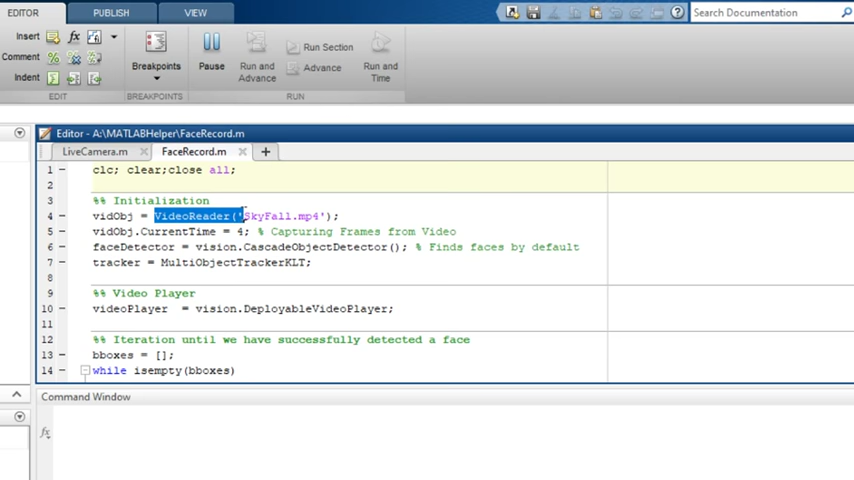 EDITOR PUBLISH VIEW
Search Documentation
Insert fx
Comment %
Indent
Breakpoints
Pause
Run and
Advance
Run Section
Advance
Run and
Time
EDIT BREAKPOINTS RUN
Editor - A:\MATLABHelper\FaceRecord.m
LiveCamera.m FaceRecord.m
1 clc; clear;close all;
2
3 %% Initialization
4 vidObj = VideoReader('SkyFall.mp4');
5 vidObj.CurrentTime = 4; % Capturing Frames from Video
6 faceDetector = vision.CascadeObjectDetector(); % Finds faces by default
7 tracker = MultiObjectTrackerKLT;
8
9 %% Video Player
10 videoPlayer  = vision.DeployableVideoPlayer;
11
12 %% Iteration until we have successfully detected a face
13 bboxes = [];
14 while isempty(bboxes)
Command Window
fx